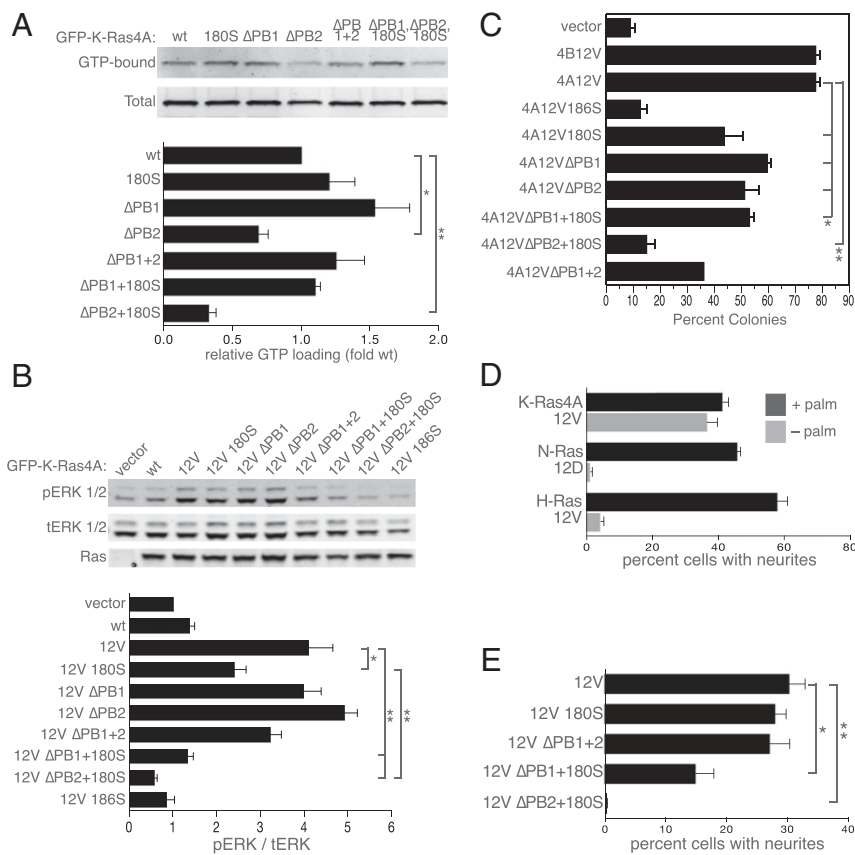 A
GFP-K-Ras4A: wt 180S ΔPB1 ΔPB2 ΔPB 1+2 ΔPB1, 180S ΔPB2, 180S
GTP-bound
Total
wt
180S
ΔPB1
ΔPB2
ΔPB1+2
ΔPB1+180S
ΔPB2+180S
*
**
0.0 0.5 1.0 1.5 2.0
relative GTP loading (fold wt)
B
GFP-K-Ras4A: vector wt 12V 12V 180S 12V ΔPB1 12V ΔPB2 12V ΔPB1+2 12V ΔPB1+180S 12V ΔPB2+180S 12V 186S
pERK 1/2
tERK 1/2
Ras
vector
wt
12V
12V 180S
12V ΔPB1
12V ΔPB2
12V ΔPB1+2
12V ΔPB1+180S
12V ΔPB2+180S
12V 186S
*
**
**
0 1 2 3 4 5 6
pERK / tERK
C
vector
4B12V
4A12V
4A12V186S
4A12V180S
4A12VΔPB1
4A12VΔPB2
4A12VΔPB1+180S
4A12VΔPB2+180S
4A12VΔPB1+2
*
**
0 10 20 30 40 50 60 70 80 90
Percent Colonies
D
K-Ras4A
12V
N-Ras
12D
H-Ras
12V
+ palm
– palm
0 20 40 60 80
percent cells with neurites
E
12V
12V 180S
12V ΔPB1+2
12V ΔPB1+180S
12V ΔPB2+180S
*
**
0 10 20 30 40
percent cells with neurites